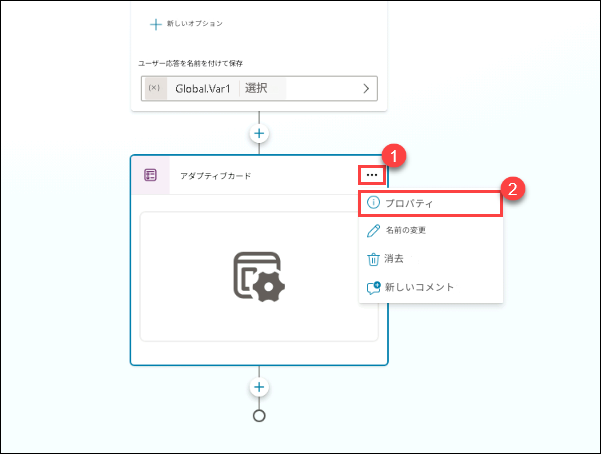 新しいオプション
ユーザー応答を名前を付けて保存
(x) Global.Var1 選択
1
アダプティブカード
2
プロパティ
名前の変更
消去
新しいコメント